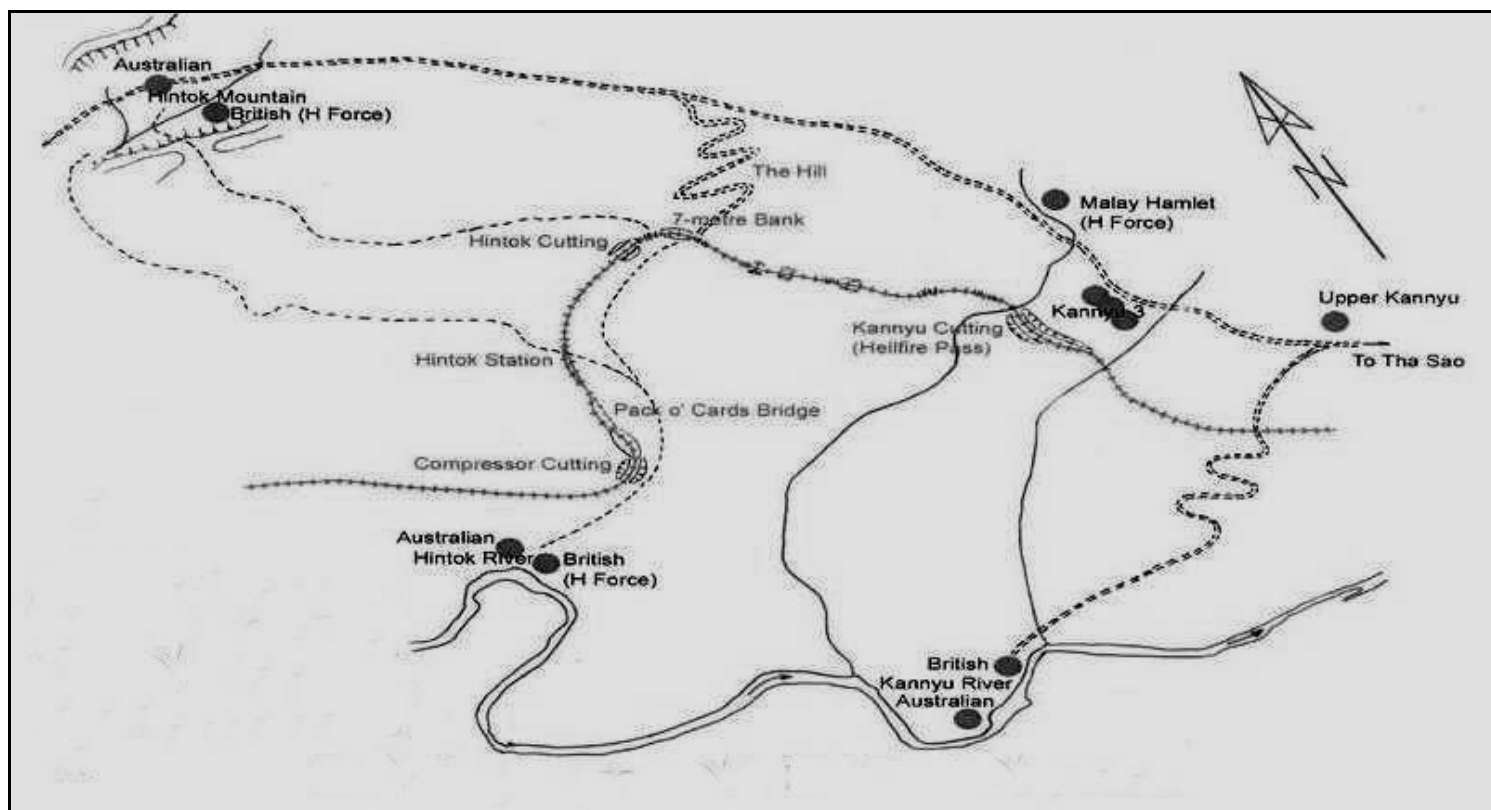 Australian
Hintok Mountain
British (H Force)
The Hill
Malay Hamlet
(H Force)
7-metre Bank
Hintok Cutting
Upper Kannyu
Kannyu 3
Kannyu Cutting
(Hellfire Pass)
To Tha Sao
Hintok Station
Pack o' Cards Bridge
Compressor Cutting
Australian
Hintok River
British
(H Force)
British
Kannyu River
Australian